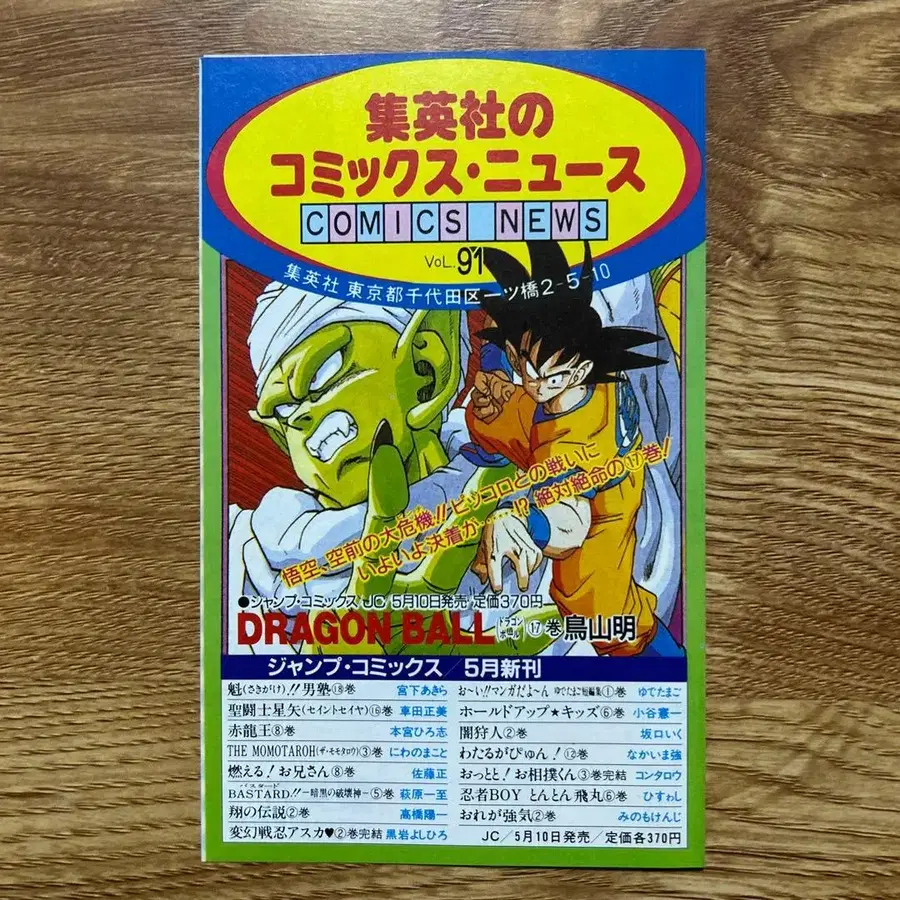 集英社の
コミックス・ニュース
COMICS NEWS
VOL.91
集英社 東京都千代田区一ツ橋2-5-10
悟空、空前の大危機!!ピッコロとの戦いに
いよいよ決着が……!? 絶対絶命の⑰巻!
●ジャンプ・コミックス JC/5月10日発売 定価370円
DRAGON BALL ドラゴンボール ⑰巻 鳥山明
ジャンプ・コミックス/5月新刊
魁(さきがけ)!!男塾⑱巻 宮下あきら
聖闘士星矢(セイントセイヤ)⑯巻 車田正美
赤龍王⑧巻 本宮ひろ志
THE MOMOTAROH(ザ・モモタロウ)③巻 にわのまこと
燃える!お兄さん⑧巻 佐藤正
バスタード
BASTARD!!―暗黒の破壊神―⑤巻 萩原一至
翔の伝説②巻 高橋陽一
変幻戦忍アスカ♥②巻完結 黒岩よしひろ
お〜い!!マンガだよ〜ん ゆでたまご短編集①巻 ゆでたまご
ホールドアップ★キッズ⑥巻 小谷憲一
闇狩人②巻 坂口いく
わたるがぴゅん!⑫巻 なかいま強
おっとと!お相撲くん③巻完結 コンタロウ
忍者BOY とんとん飛丸⑥巻 ひすゎし
おれが強気②巻 みのもけんじ
JC/5月10日発売/定価各370円